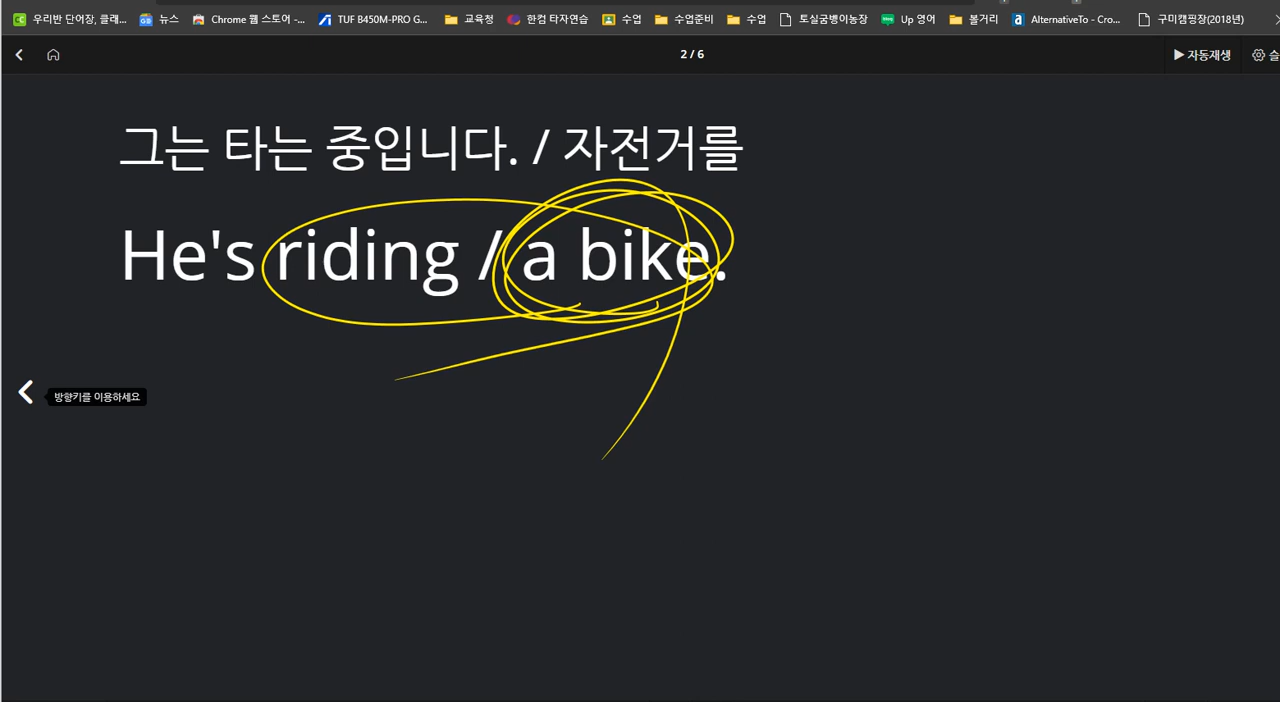 우리반 단어장, 클래... 뉴스 Chrome 웹 스토어 -... TUF B450M-PRO G... 교육청 한컴 타자연습 수업 수업준비 수업 토실굼벵이농장 Up 영어 볼거리 AlternativeTo - Cro... 구미캠핑장(2018년)
2 / 6 자동재생 슬
그는 타는 중입니다. / 자전거를
He's riding / a bike.
방향키를 이용하세요